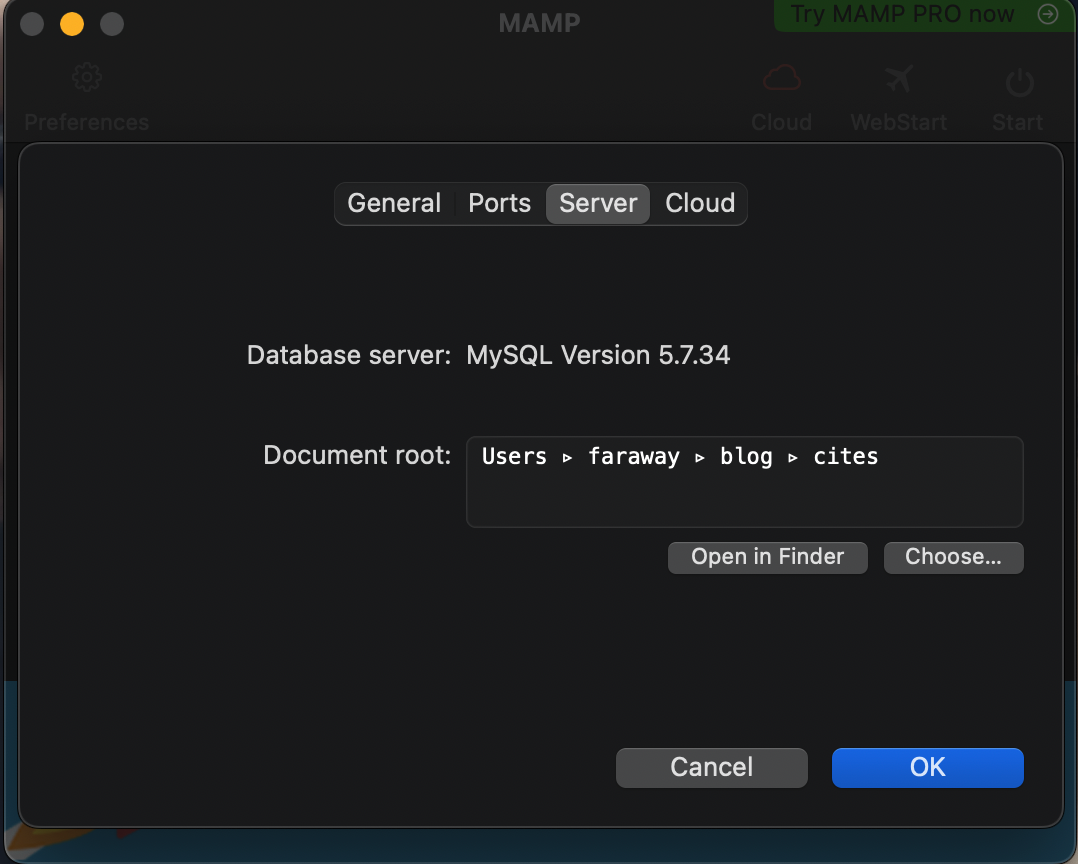 MAMP
Try MAMP PRO now
Preferences
Cloud
WebStart
Start
General Ports Server Cloud
Database server: MySQL Version 5.7.34
Document root: Users ▹ faraway ▹ blog ▹ cites
Open in Finder Choose...
Cancel OK